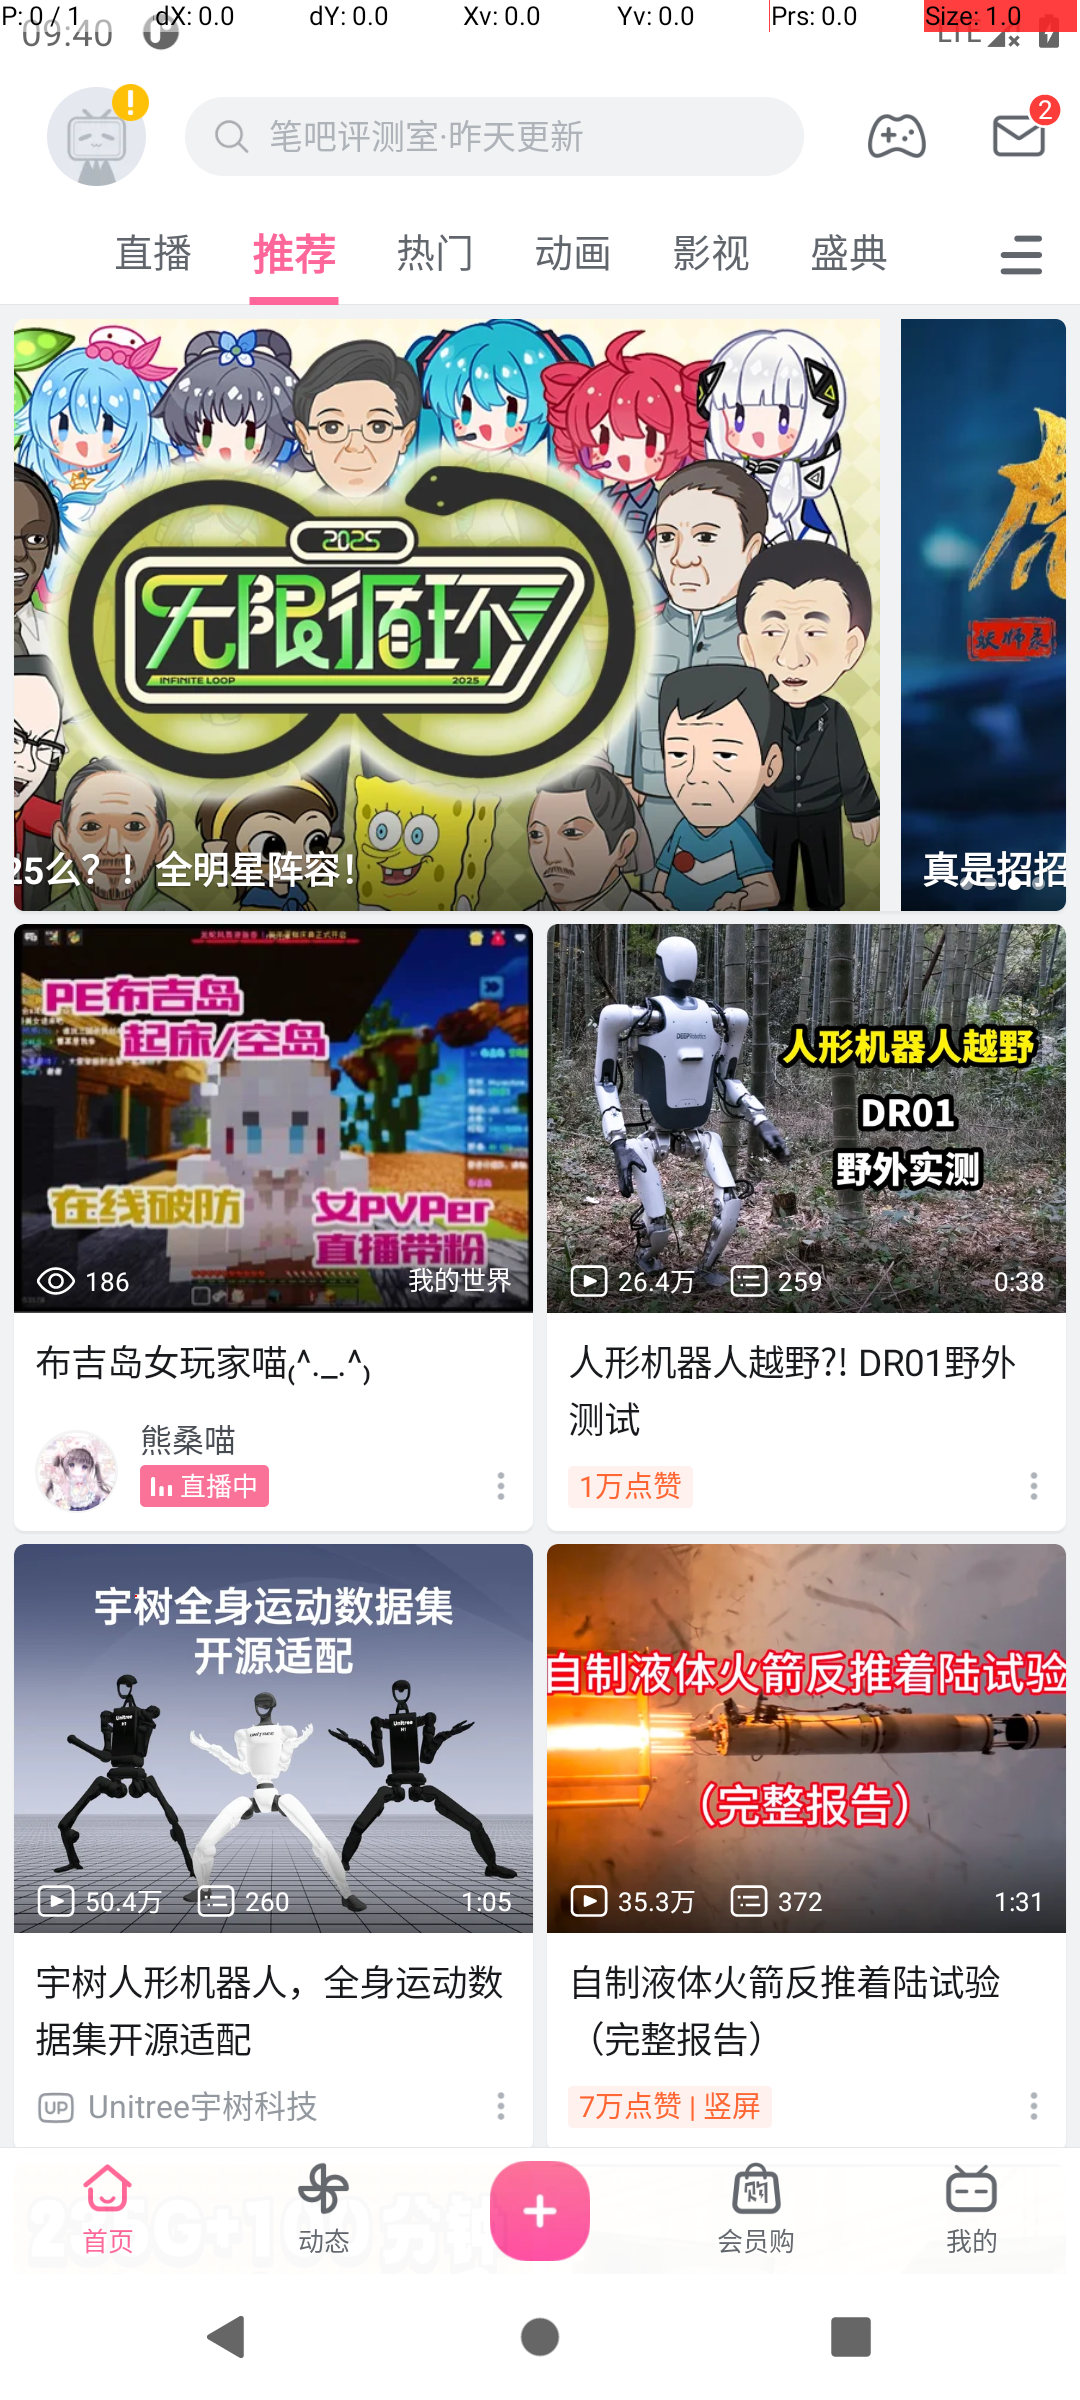 P: 0 / 1 dX: 0.0 dY: 0.0 Xv: 0.0 Yv: 0.0 Prs: 0.0 Size: 1.0
09:40 LTE
笔吧评测室·昨天更新
2
直播 推荐 热门 动画 影视 盛典
2025
无限循环
INFINITE LOOP 2025
妖师录
25么？！全明星阵容！
真是招招
PE布吉岛
起床/空岛
在线破防
女PVPer
直播带粉
186 我的世界
布吉岛女玩家喵(^._.^)
熊桑喵
直播中
DEEP Robotics
人形机器人越野
DR01
野外实测
26.4万 259 0:38
人形机器人越野?! DR01野外
测试
1万点赞
宇树全身运动数据集
开源适配
Unitree
UNITREE
Unitree
50.4万 260 1:05
宇树人形机器人，全身运动数
据集开源适配
UP Unitree宇树科技
自制液体火箭反推着陆试验
（完整报告）
35.3万 372 1:31
自制液体火箭反推着陆试验
（完整报告）
7万点赞 | 竖屏
首页 动态 会员购 我的